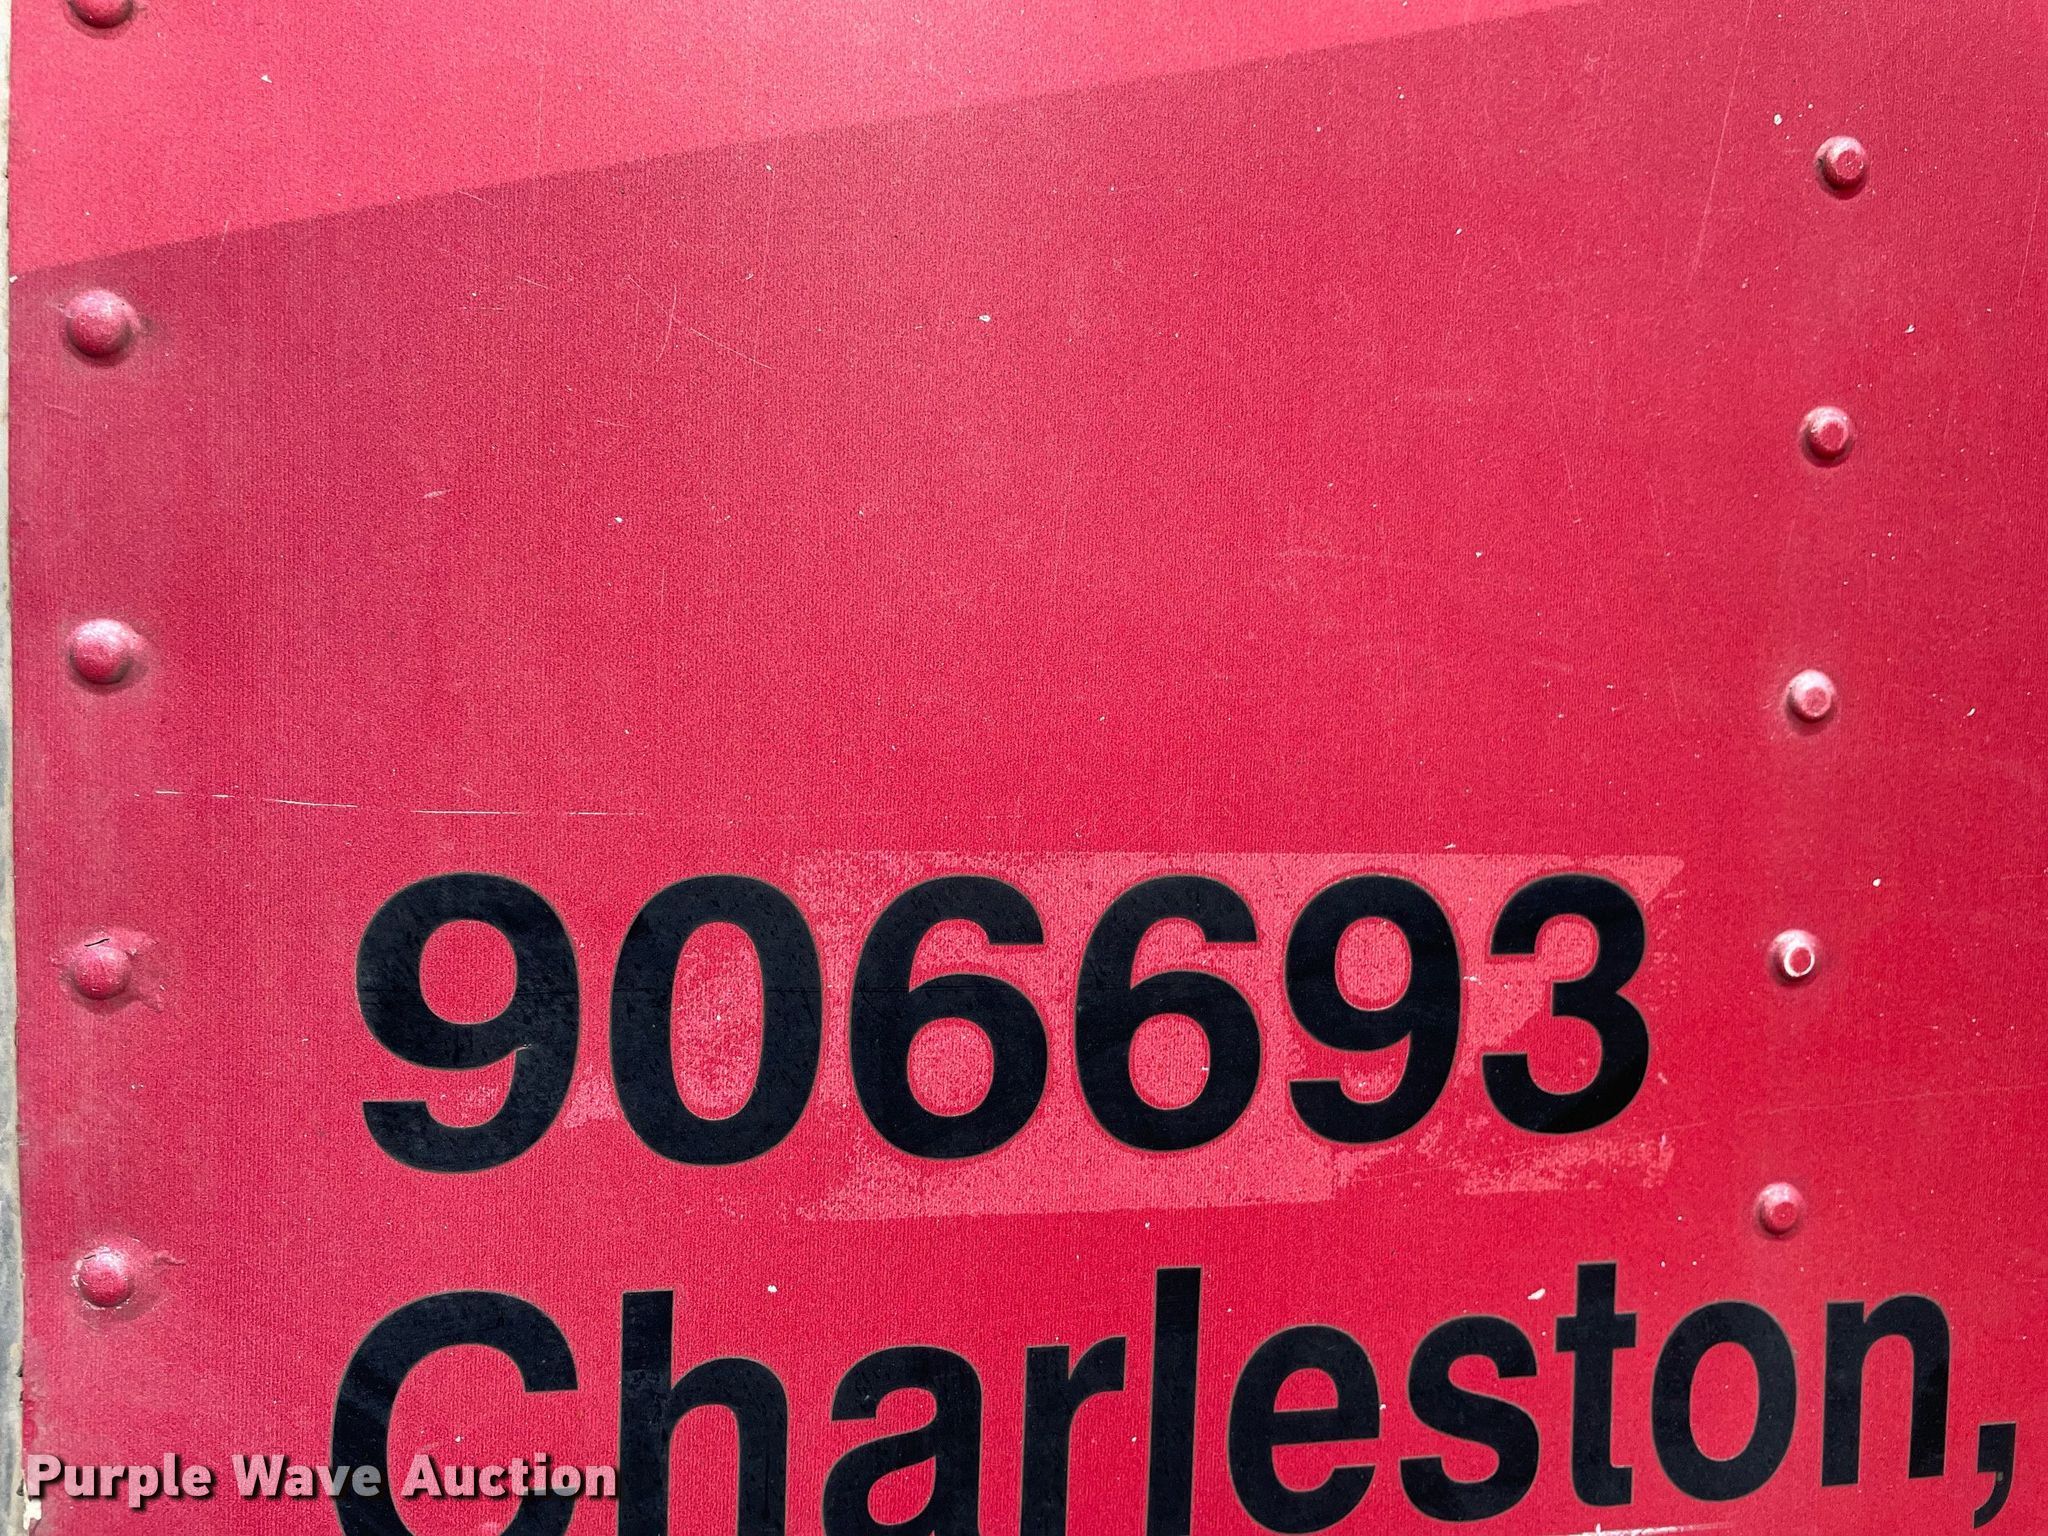 906693
Charleston,
Purple Wave Auction